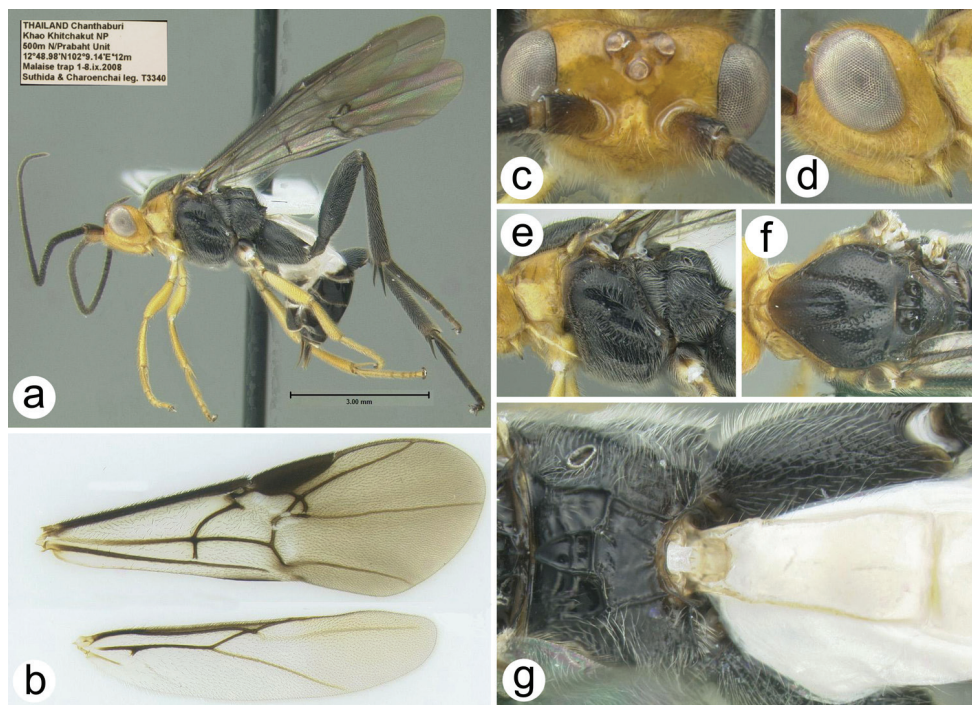 THAILAND Chanthaburi
Khao Khitchakut NP
500m N/Prabaht Unit
12°48.98'N102°9.14'E*12m
Malaise trap 1-8.ix.2008
Suthida & Charoenchai leg. T3340
a
3.00 mm
b
c
d
e
f
g